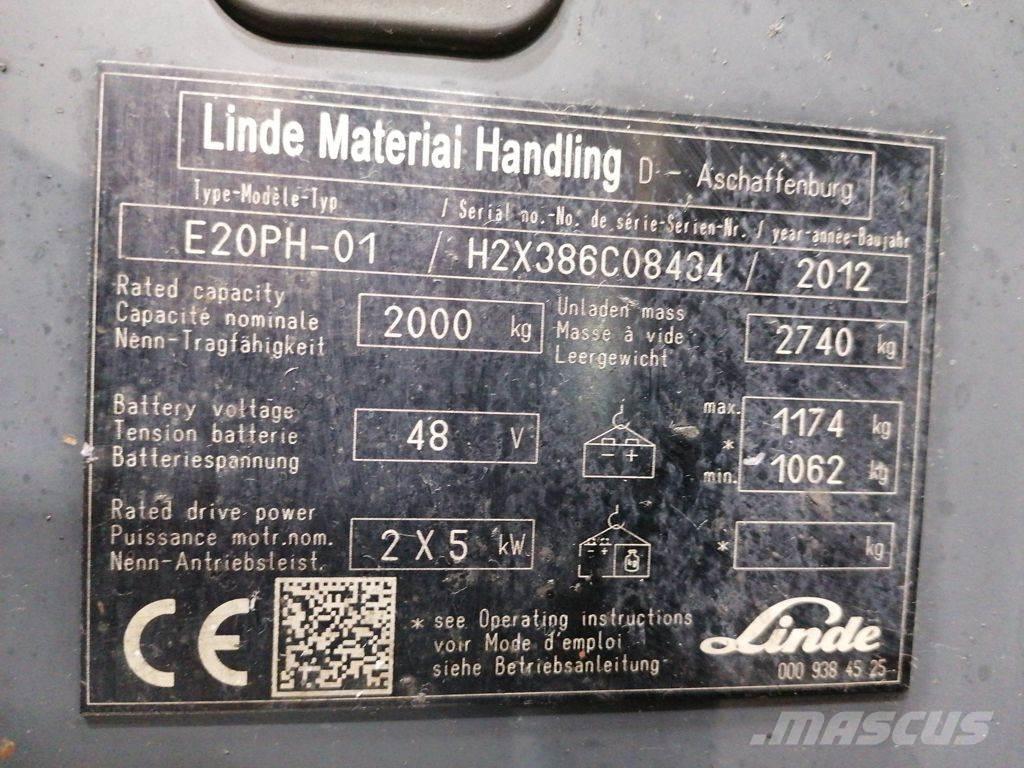 Linde Material Handling D - Aschaffenburg
Type-Modèle-Typ / Serial no.-No. de série-Serien-Nr. / year-année-Baujahr
E20PH-01 / H2X386C08434 / 2012
Rated capacity
Capacité nominale
Nenn-Tragfähigkeit
2000 kg
Unladen mass
Masse à vide
Leergewicht
2740 kg
Battery voltage
Tension batterie
Batteriespannung
48 V
- +
max. 1174 kg
*
min. 1062 kg
Rated drive power
Puissance motr.nom.
Nenn-Antriebsleist.
2 X 5 kW
- + kg
* kg
CE
* see Operating instructions
voir Mode d'emploi
siehe Betriebsanleitung
Linde
000 938 45 25
MASCUS